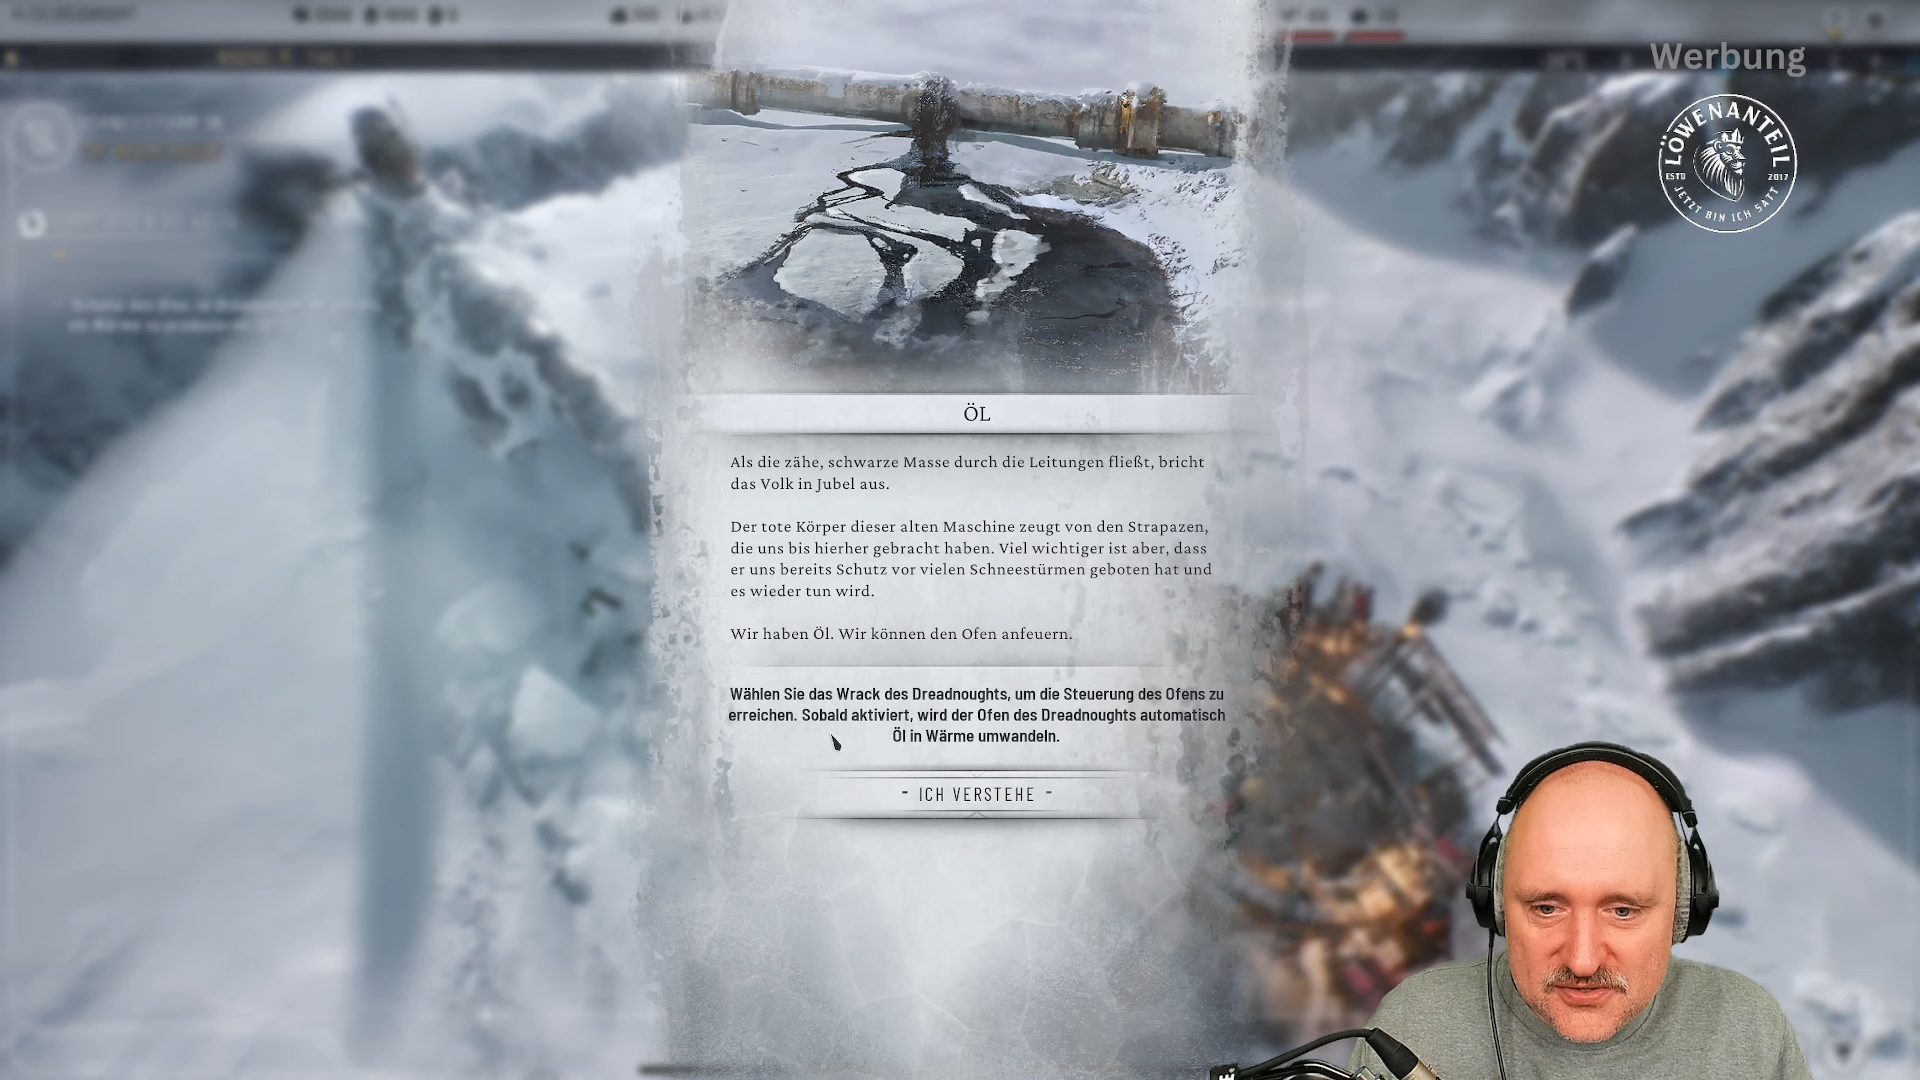 Werbung
LÖWENANTEIL
ESTD 2017
JETZT BIN ICH SATT
ÖL
Als die zähe, schwarze Masse durch die Leitungen fließt, bricht
das Volk in Jubel aus.
Der tote Körper dieser alten Maschine zeugt von den Strapazen,
die uns bis hierher gebracht haben. Viel wichtiger ist aber, dass
er uns bereits Schutz vor vielen Schneestürmen geboten hat und
es wieder tun wird.
Wir haben Öl. Wir können den Ofen anfeuern.
Wählen Sie das Wrack des Dreadnoughts, um die Steuerung des Ofens zu
erreichen. Sobald aktiviert, wird der Ofen des Dreadnoughts automatisch
Öl in Wärme umwandeln.
- ICH VERSTEHE -